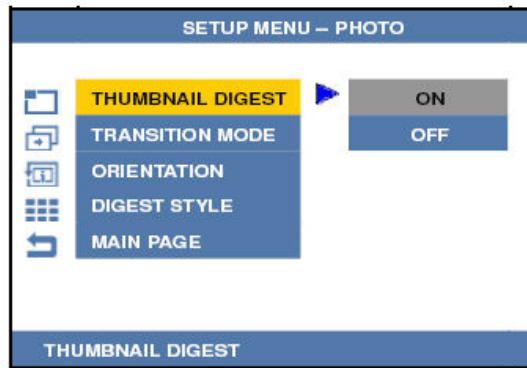 SETUP MENU – PHOTO
THUMBNAIL DIGEST
ON
TRANSITION MODE
OFF
ORIENTATION
DIGEST STYLE
MAIN PAGE
THUMBNAIL DIGEST